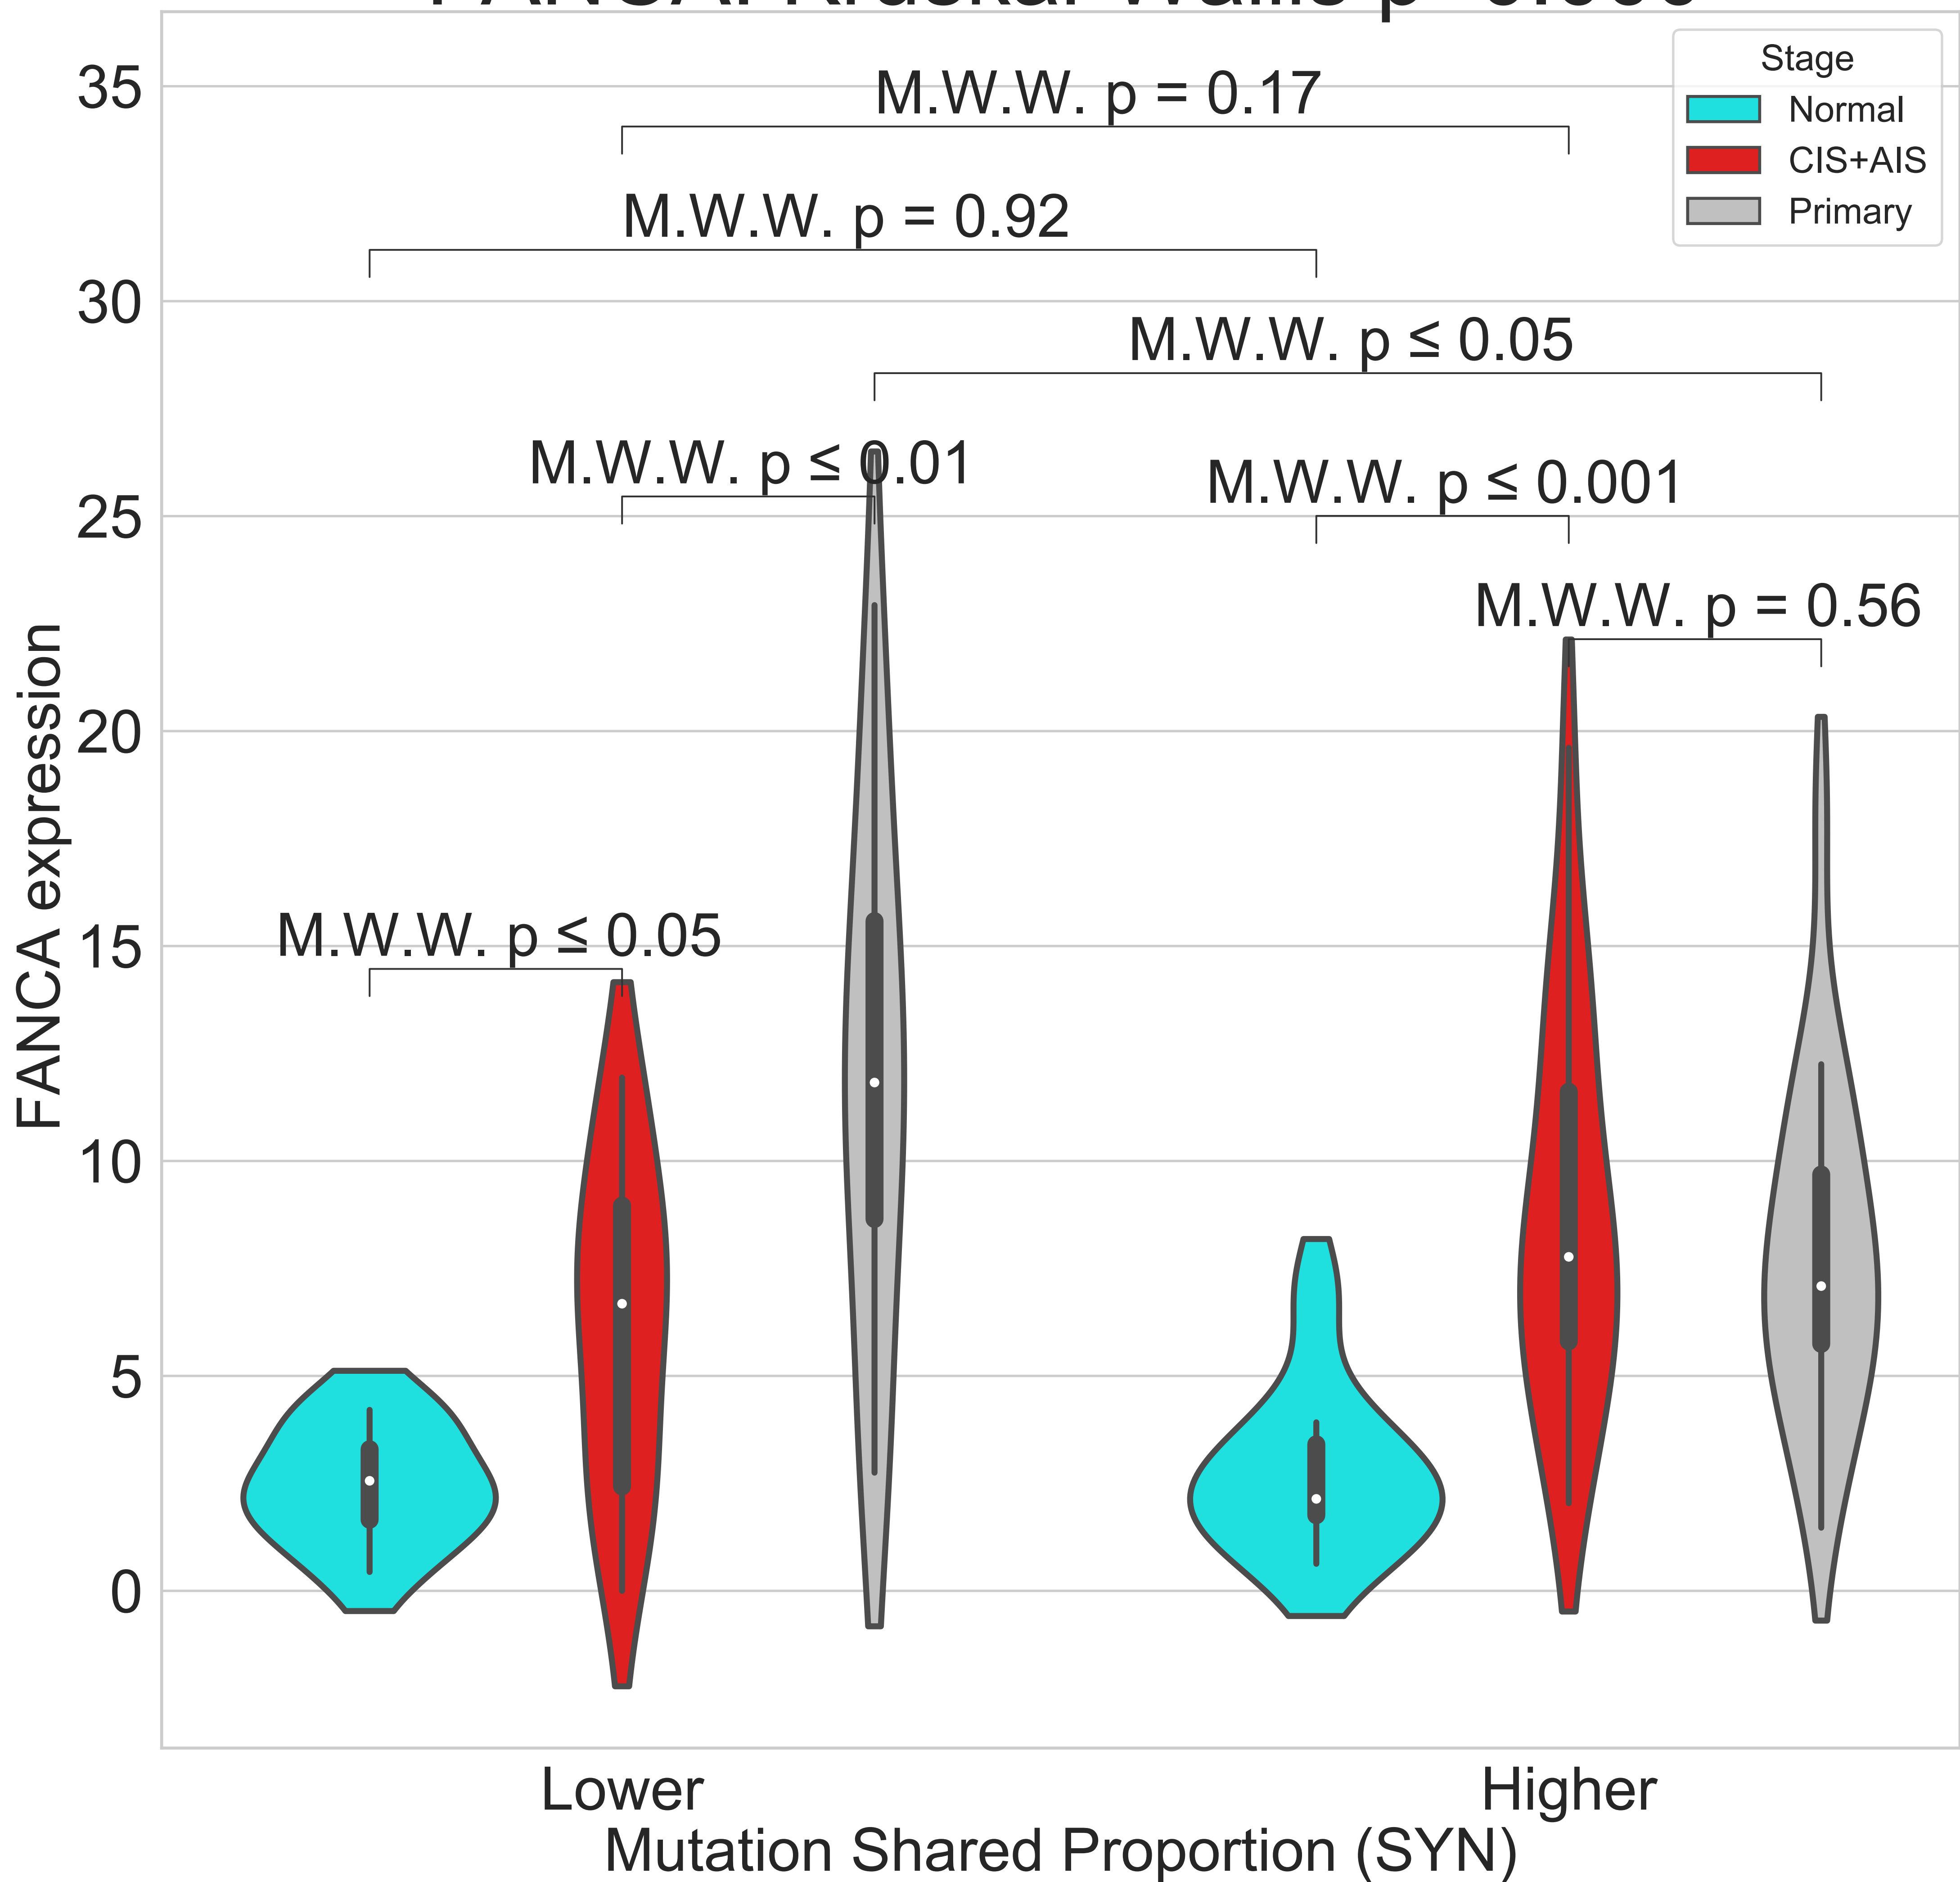 Stage
Normal
CIS+AIS
Primary
M.W.W. p = 0.17
M.W.W. p = 0.92
M.W.W. p ≤ 0.05
M.W.W. p ≤ 0.01
M.W.W. p ≤ 0.001
M.W.W. p = 0.56
M.W.W. p ≤ 0.05
35
30
25
20
15
10
5
0
FANCA expression
Lower
Higher
Mutation Shared Proportion (SYN)